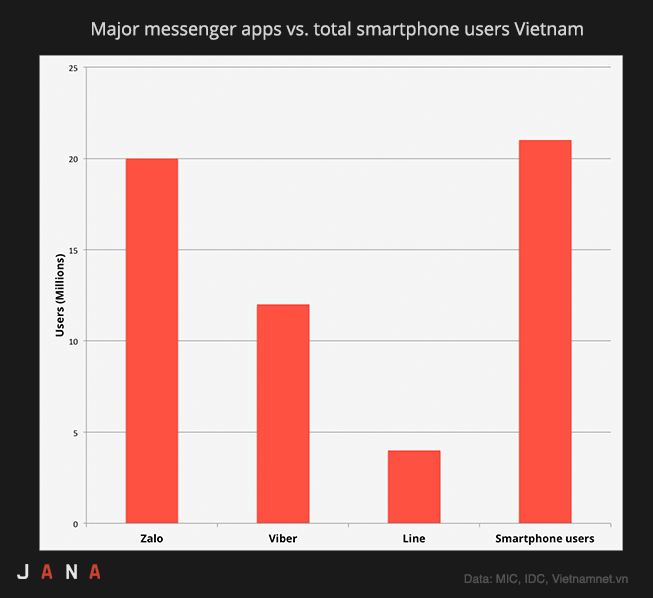 Major messenger apps vs. total smartphone users Vietnam
25
20
15
10
5
0
Users (Millions)
Zalo Viber Line Smartphone users
J A N A
Data: MIC, IDC, Vietnamnet.vn